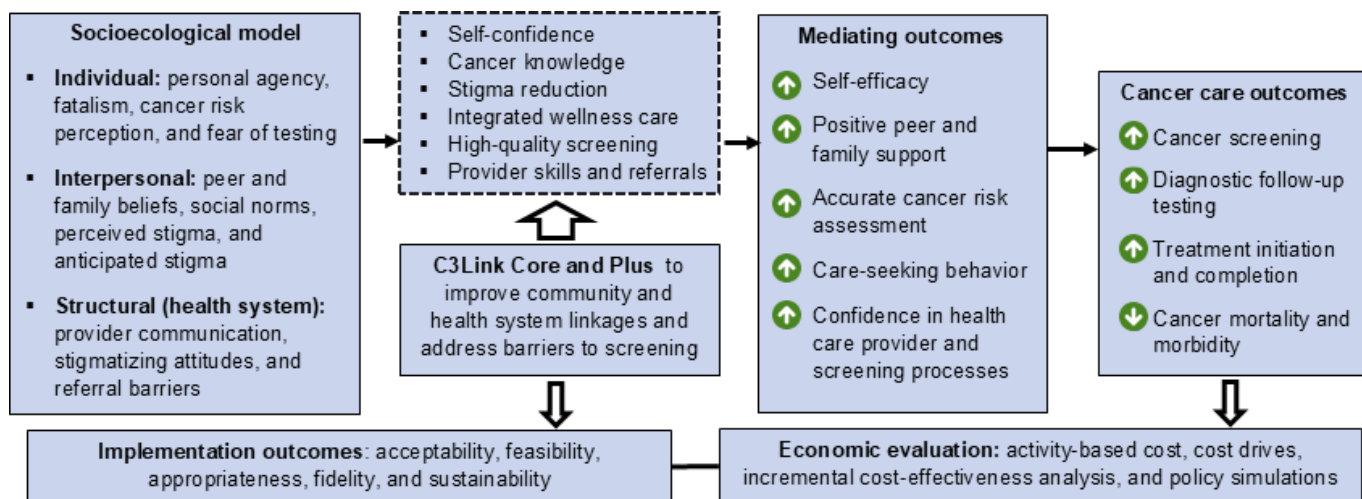 Socioecological model
▪ Individual: personal agency,
fatalism, cancer risk
perception, and fear of testing
▪ Interpersonal: peer and
family beliefs, social norms,
perceived stigma, and
anticipated stigma
▪ Structural (health system):
provider communication,
stigmatizing attitudes, and
referral barriers
▪ Self-confidence
▪ Cancer knowledge
▪ Stigma reduction
▪ Integrated wellness care
▪ High-quality screening
▪ Provider skills and referrals
C3Link Core and Plus to
improve community and
health system linkages and
address barriers to screening
Mediating outcomes
Self-efficacy
Positive peer and
family support
Accurate cancer risk
assessment
Care-seeking behavior
Confidence in health
care provider and
screening processes
Cancer care outcomes
Cancer screening
Diagnostic follow-up
testing
Treatment initiation
and completion
Cancer mortality and
morbidity
Implementation outcomes: acceptability, feasibility,
appropriateness, fidelity, and sustainability
Economic evaluation: activity-based cost, cost drives,
incremental cost-effectiveness analysis, and policy simulations